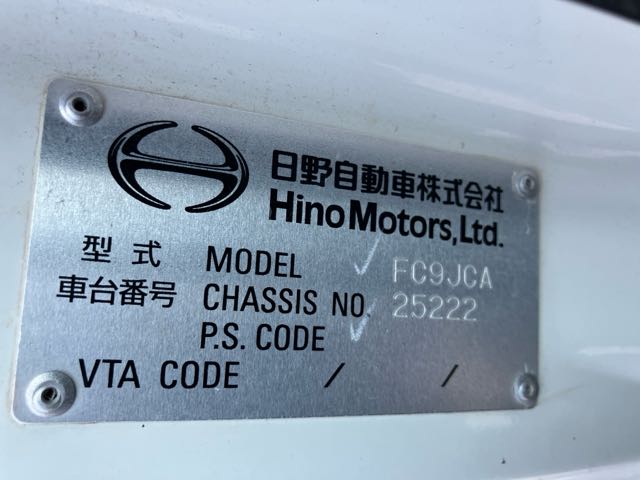 日野自動車株式会社
Hino Motors, Ltd.
型式 MODEL FC9JCA
車台番号 CHASSIS NO. 25222
P.S. CODE
VTA CODE / /